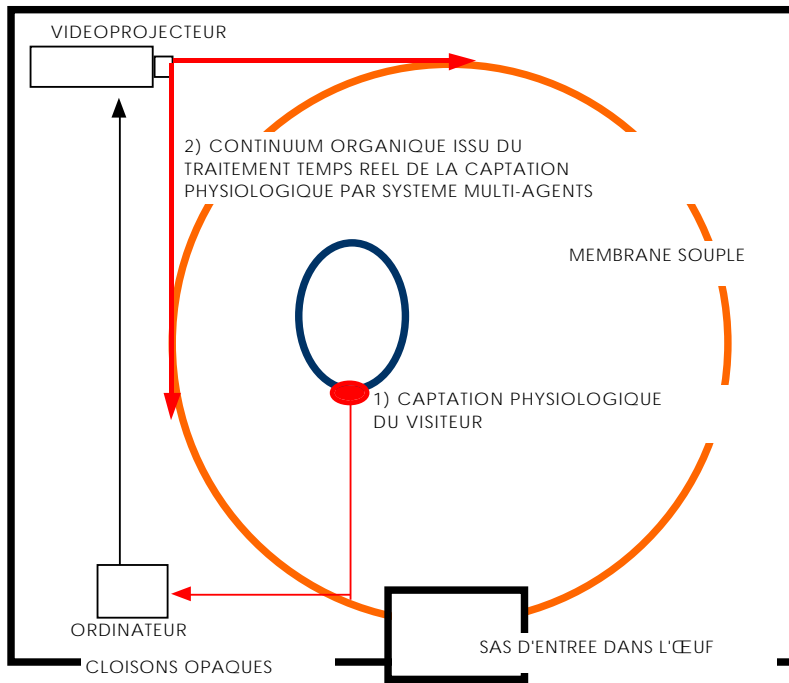 VIDEOPROJECTEUR
2) CONTINUUM ORGANIQUE ISSU DU
TRAITEMENT TEMPS REEL DE LA CAPTATION
PHYSIOLOGIQUE PAR SYSTEME MULTI-AGENTS
MEMBRANE SOUPLE
1) CAPTATION PHYSIOLOGIQUE
DU VISITEUR
ORDINATEUR
SAS D'ENTREE DANS L'ŒUF
CLOISONS OPAQUES